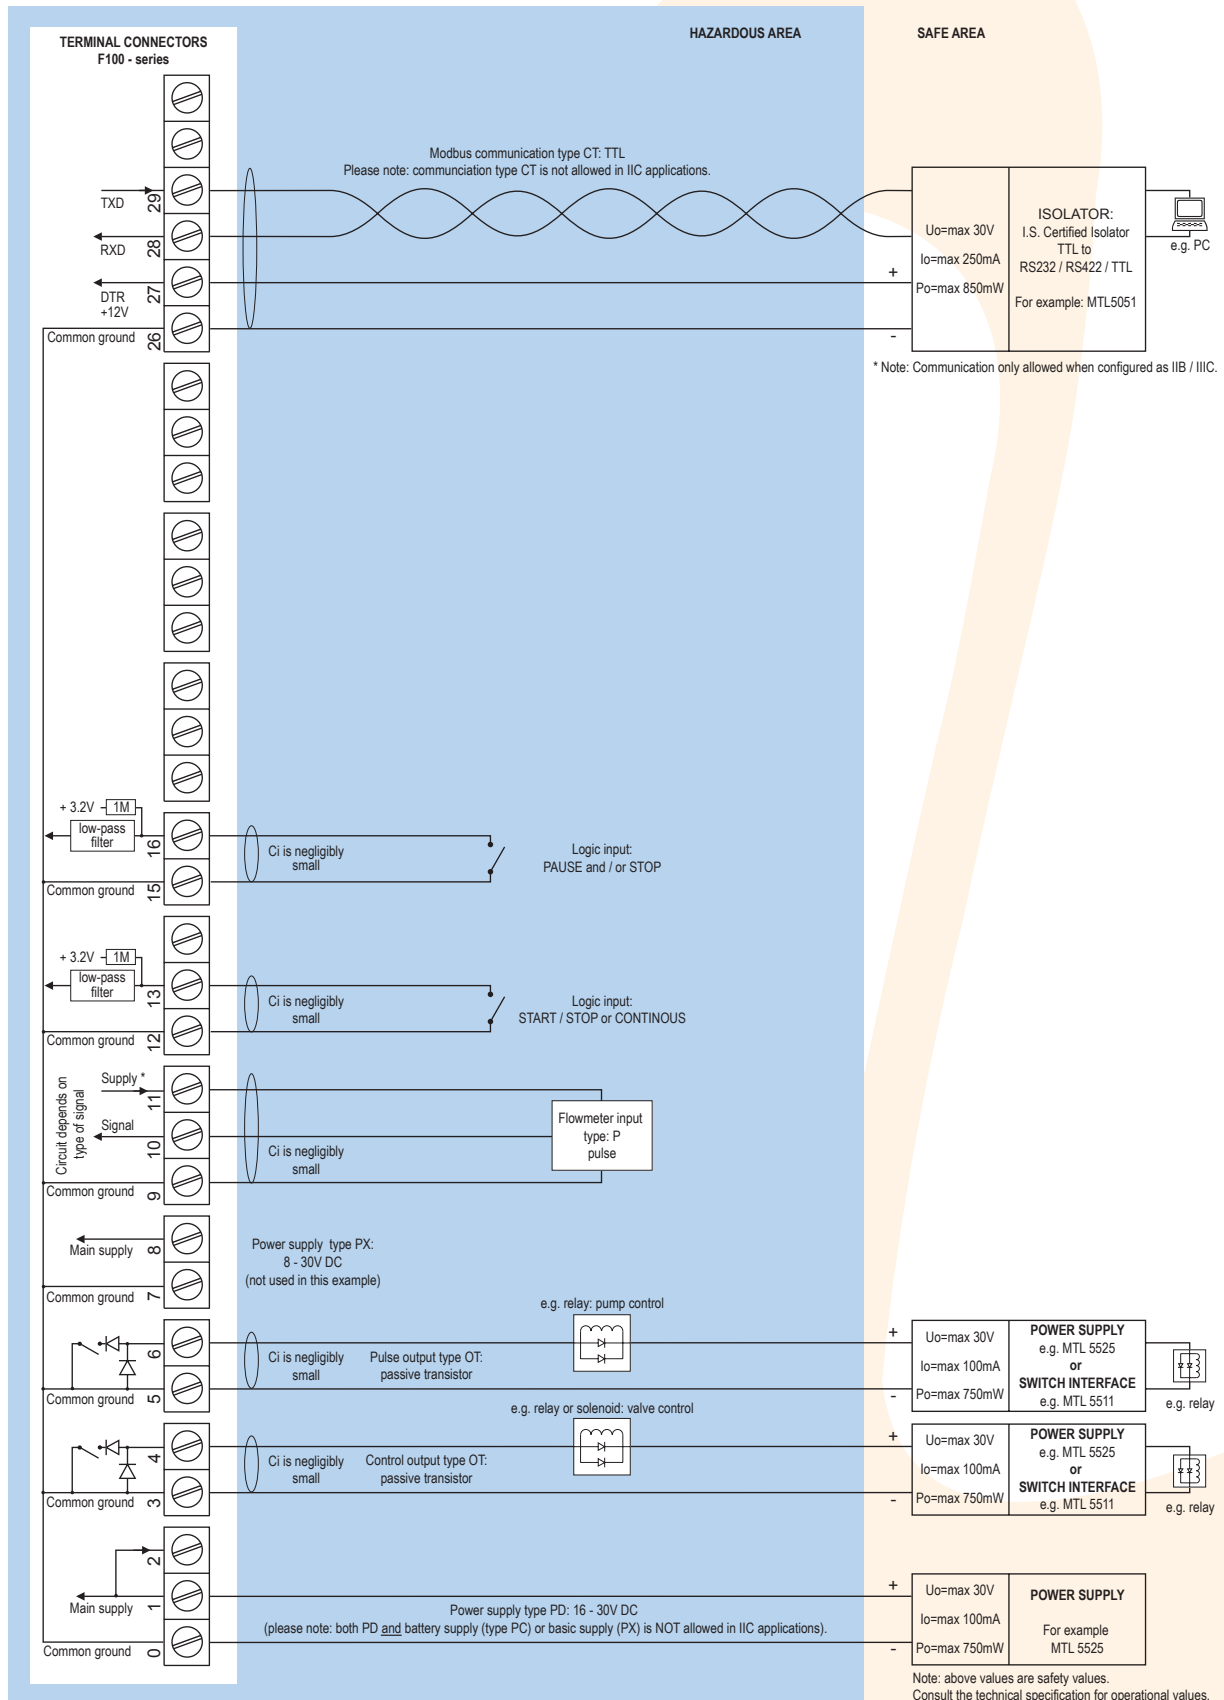 HAZARDOUS AREA
SAFE AREA
TERMINAL CONNECTORS
F100 - series
Modbus communication type CT: TTL
Please note: communciation type CT is not allowed in IIC applications.
TXD
29
RXD
28
DTR
+12V
27
Common ground
26
+
-
Uo=max 30V
Io=max 250mA
Po=max 850mW
ISOLATOR:
I.S. Certified Isolator
TTL to
RS232 / RS422 / TTL
For example: MTL5051
e.g. PC
* Note: Communication only allowed when configured as IIB / IIIC.
+ 3.2V
1M
low-pass
filter
16
Common ground
15
Ci is negligibly
small
Logic input:
PAUSE and / or STOP
+ 3.2V
1M
low-pass
filter
13
Common ground
12
Ci is negligibly
small
Logic input:
START / STOP or CONTINOUS
Circuit depends on
type of signal
Supply *
11
Signal
10
Common ground
9
Ci is negligibly
small
Flowmeter input
type: P
pulse
Main supply
8
Common ground
7
Power supply type PX:
8 - 30V DC
(not used in this example)
e.g. relay: pump control
6
Common ground
5
Ci is negligibly
small
Pulse output type OT:
passive transistor
+
-
Uo=max 30V
Io=max 100mA
Po=max 750mW
POWER SUPPLY
e.g. MTL 5525
or
SWITCH INTERFACE
e.g. MTL 5511
e.g. relay
e.g. relay or solenoid: valve control
4
Common ground
3
Ci is negligibly
small
Control output type OT:
passive transistor
+
-
Uo=max 30V
Io=max 100mA
Po=max 750mW
POWER SUPPLY
e.g. MTL 5525
or
SWITCH INTERFACE
e.g. MTL 5511
e.g. relay
2
Main supply
1
Common ground
0
Power supply type PD: 16 - 30V DC
(please note: both PD and battery supply (type PC) or basic supply (PX) is NOT allowed in IIC applications).
+
-
Uo=max 30V
Io=max 100mA
Po=max 750mW
POWER SUPPLY
For example
MTL 5525
Note: above values are safety values.
Consult the technical specification for operational values.